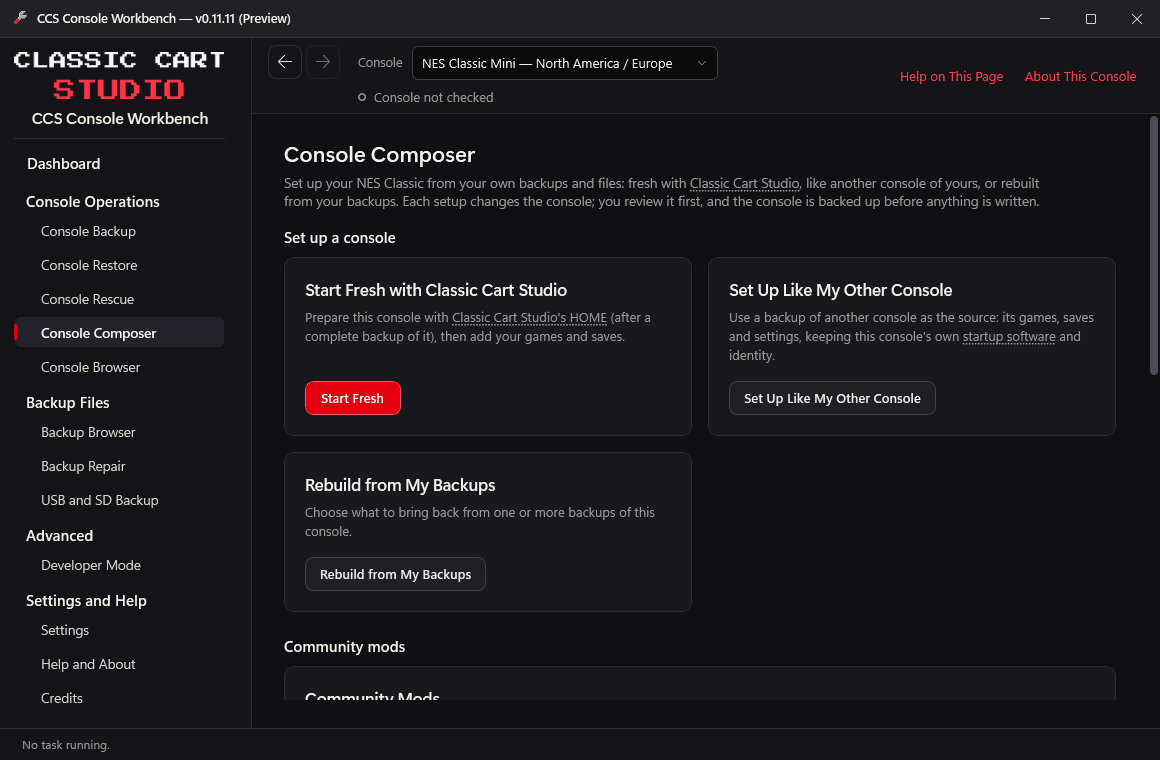 CCS Console Workbench — v0.11.11 (Preview)
CLASSIC CART
STUDIO
CCS Console Workbench
Dashboard
Console Operations
Console Backup
Console Restore
Console Rescue
Console Composer
Console Browser
Backup Files
Backup Browser
Backup Repair
USB and SD Backup
Advanced
Developer Mode
Settings and Help
Settings
Help and About
Credits
Console
NES Classic Mini — North America / Europe
Console not checked
Help on This Page
About This Console
Console Composer
Set up your NES Classic from your own backups and files: fresh with Classic Cart Studio, like another console of yours, or rebuilt
from your backups. Each setup changes the console; you review it first, and the console is backed up before anything is written.
Set up a console
Start Fresh with Classic Cart Studio
Prepare this console with Classic Cart Studio's HOME (after a
complete backup of it), then add your games and saves.
Start Fresh
Set Up Like My Other Console
Use a backup of another console as the source: its games, saves
and settings, keeping this console's own startup software and
identity.
Set Up Like My Other Console
Rebuild from My Backups
Choose what to bring back from one or more backups of this
console.
Rebuild from My Backups
Community mods
Community Mods
No task running.